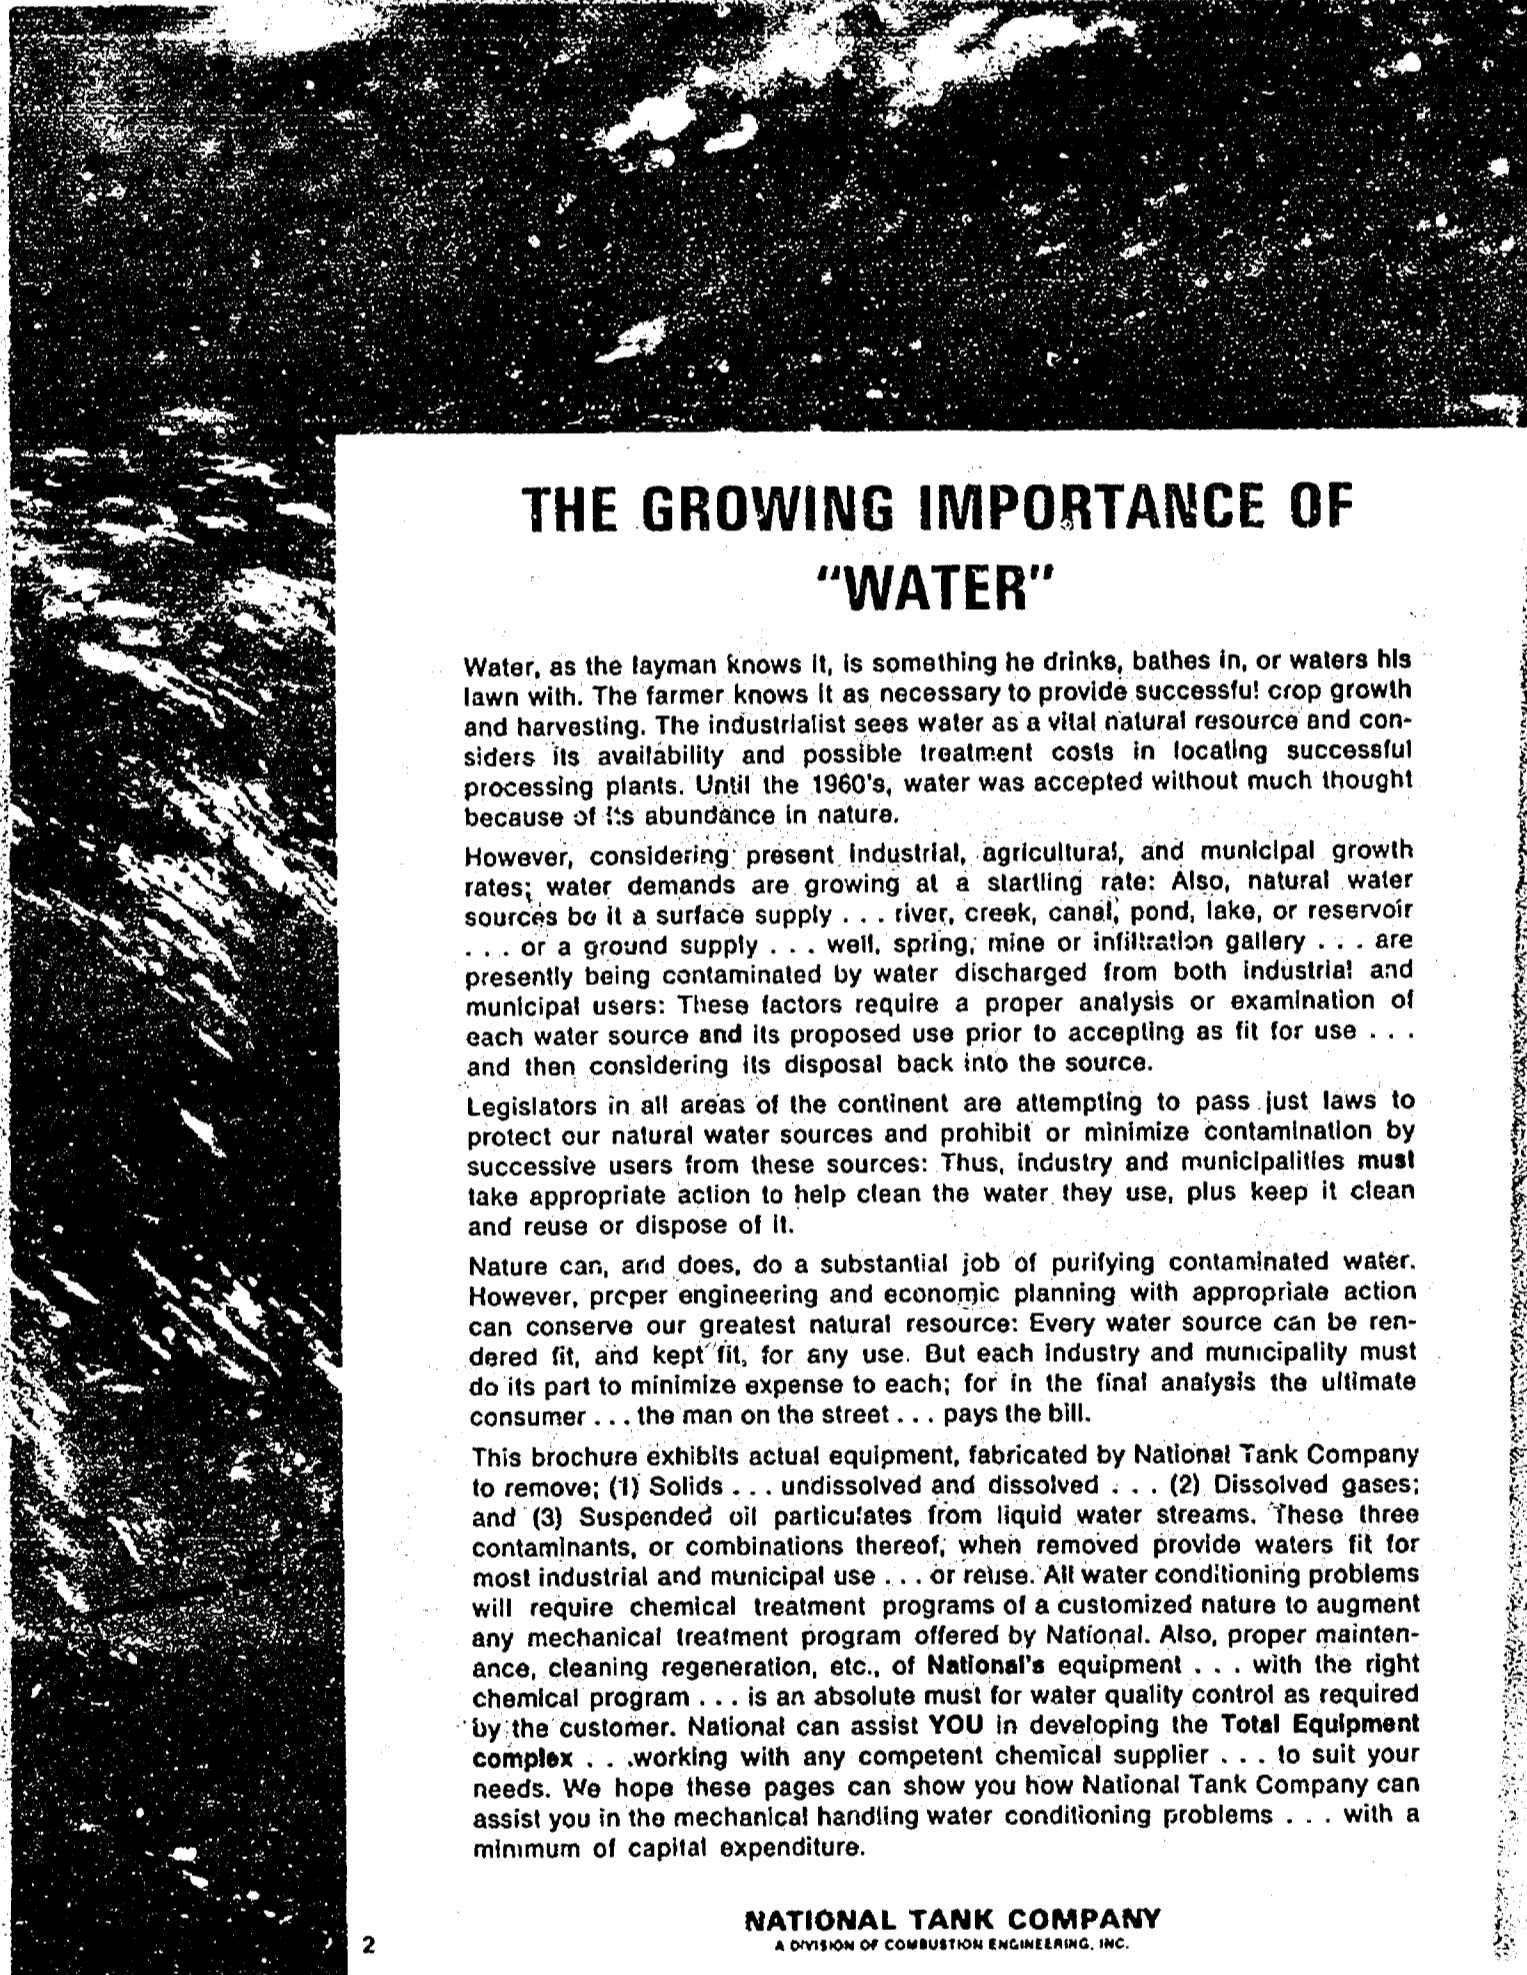 THE GROWING IMPORTANCE OF
"WATER"
Water, as the layman knows it, is something he drinks, bathes in, or waters his
lawn with. The farmer knows it as necessary to provide successful crop growth
and harvesting. The industrialist sees water as a vital natural resource and con-
siders its availability and possible treatment costs in locating successful
processing plants. Until the 1960's, water was accepted without much thought
because of its abundance in nature.
However, considering present industrial, agricultural, and municipal growth
rates; water demands are growing at a startling rate: Also, natural water
sources be it a surface supply . . . river, creek, canal, pond, lake, or reservoir
. . . or a ground supply . . . well, spring, mine or infiltration gallery . . . are
presently being contaminated by water discharged from both industrial and
municipal users: These factors require a proper analysis or examination of
each water source and its proposed use prior to accepting as fit for use . . .
and then considering its disposal back into the source.
Legislators in all areas of the continent are attempting to pass just laws to
protect our natural water sources and prohibit or minimize contamination by
successive users from these sources: Thus, industry and municipalities must
take appropriate action to help clean the water they use, plus keep it clean
and reuse or dispose of it.
Nature can, and does, do a substantial job of purifying contaminated water.
However, proper engineering and economic planning with appropriate action
can conserve our greatest natural resource: Every water source can be ren-
dered fit, and kept fit, for any use. But each industry and municipality must
do its part to minimize expense to each; for in the final analysis the ultimate
consumer . . . the man on the street . . . pays the bill.
This brochure exhibits actual equipment, fabricated by National Tank Company
to remove; (1) Solids . . . undissolved and dissolved . . . (2) Dissolved gases;
and (3) Suspended oil particulates from liquid water streams. These three
contaminants, or combinations thereof, when removed provide waters fit for
most industrial and municipal use . . . or reuse. All water conditioning problems
will require chemical treatment programs of a customized nature to augment
any mechanical treatment program offered by National. Also, proper mainten-
ance, cleaning regeneration, etc., of National's equipment . . . with the right
chemical program . . . is an absolute must for water quality control as required
by the customer. National can assist YOU in developing the Total Equipment
complex . . . working with any competent chemical supplier . . . to suit your
needs. We hope these pages can show you how National Tank Company can
assist you in the mechanical handling water conditioning problems . . . with a
minimum of capital expenditure.
NATIONAL TANK COMPANY
A DIVISION OF COMBUSTION ENGINEERING, INC.
2